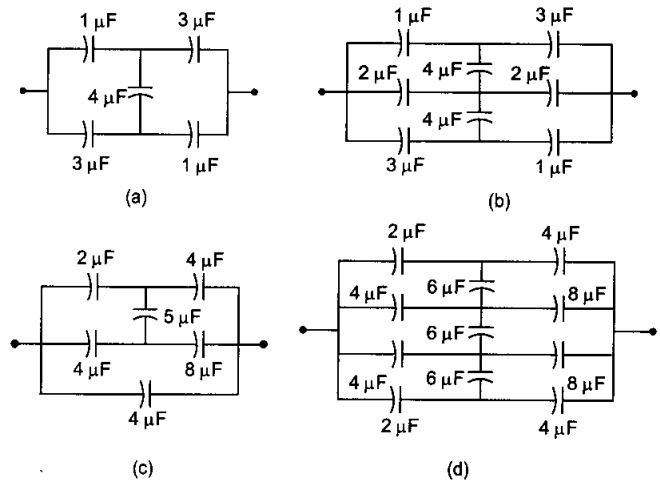 1 μF 3 μF
4 μF
3 μF 1 μF
(a)
1 μF 3 μF
4 μF
2 μF 2 μF
4 μF
3 μF 1 μF
(b)
2 μF 4 μF
5 μF
4 μF 8 μF
4 μF
(c)
2 μF 4 μF
6 μF
4 μF 8 μF
6 μF
4 μF 6 μF 8 μF
2 μF 4 μF
(d)